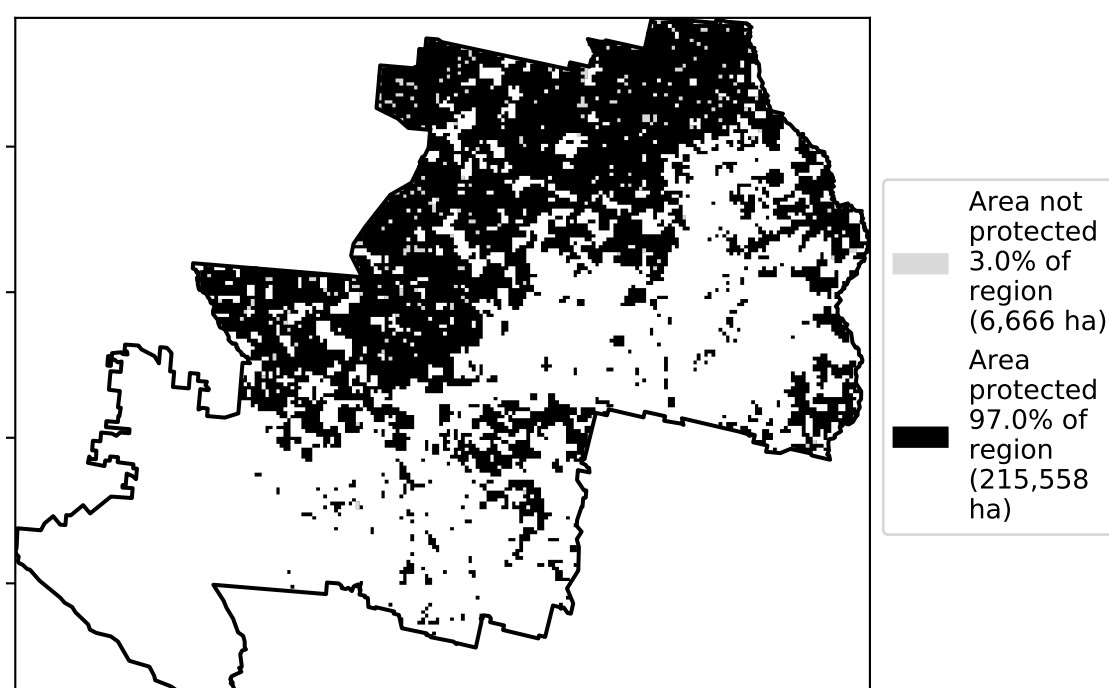 Area not
protected
3.0% of
region
(6,666 ha)
Area
protected
97.0% of
region
(215,558
ha)